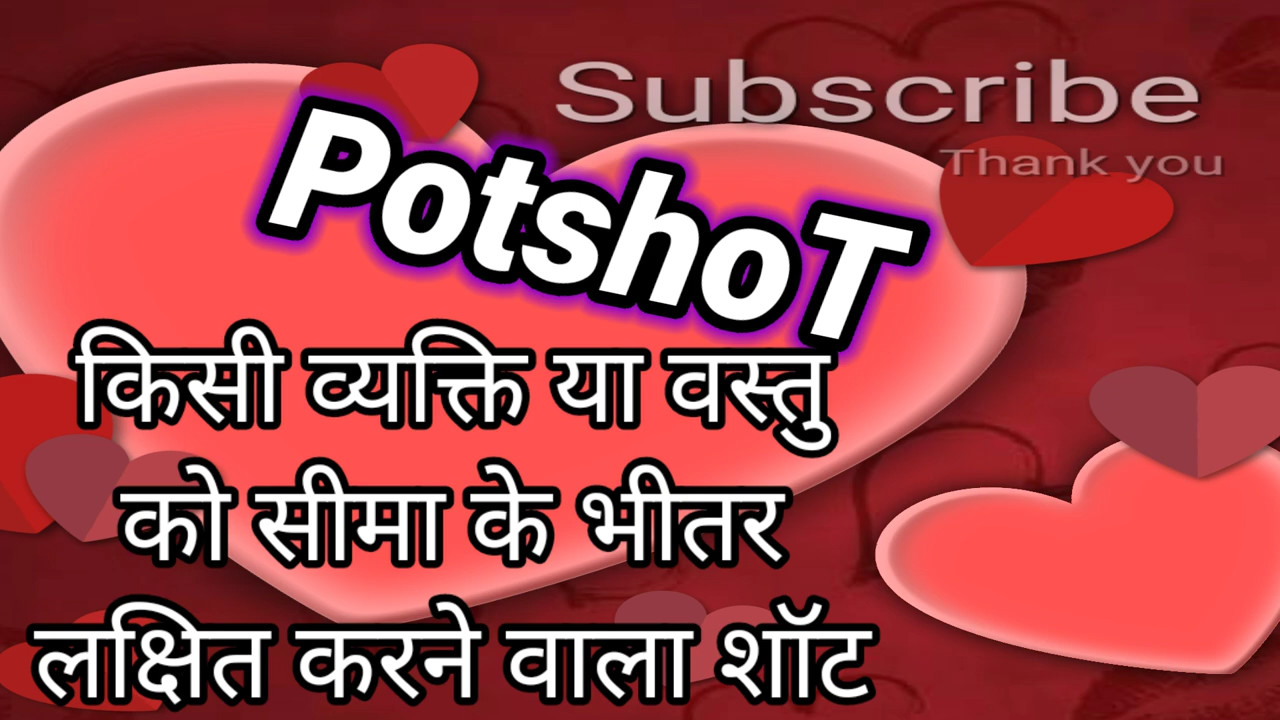 Subscribe
Thank you
PotshoT
किसी व्यक्ति या वस्तु
को सीमा के भीतर
लक्षित करने वाला शॉट